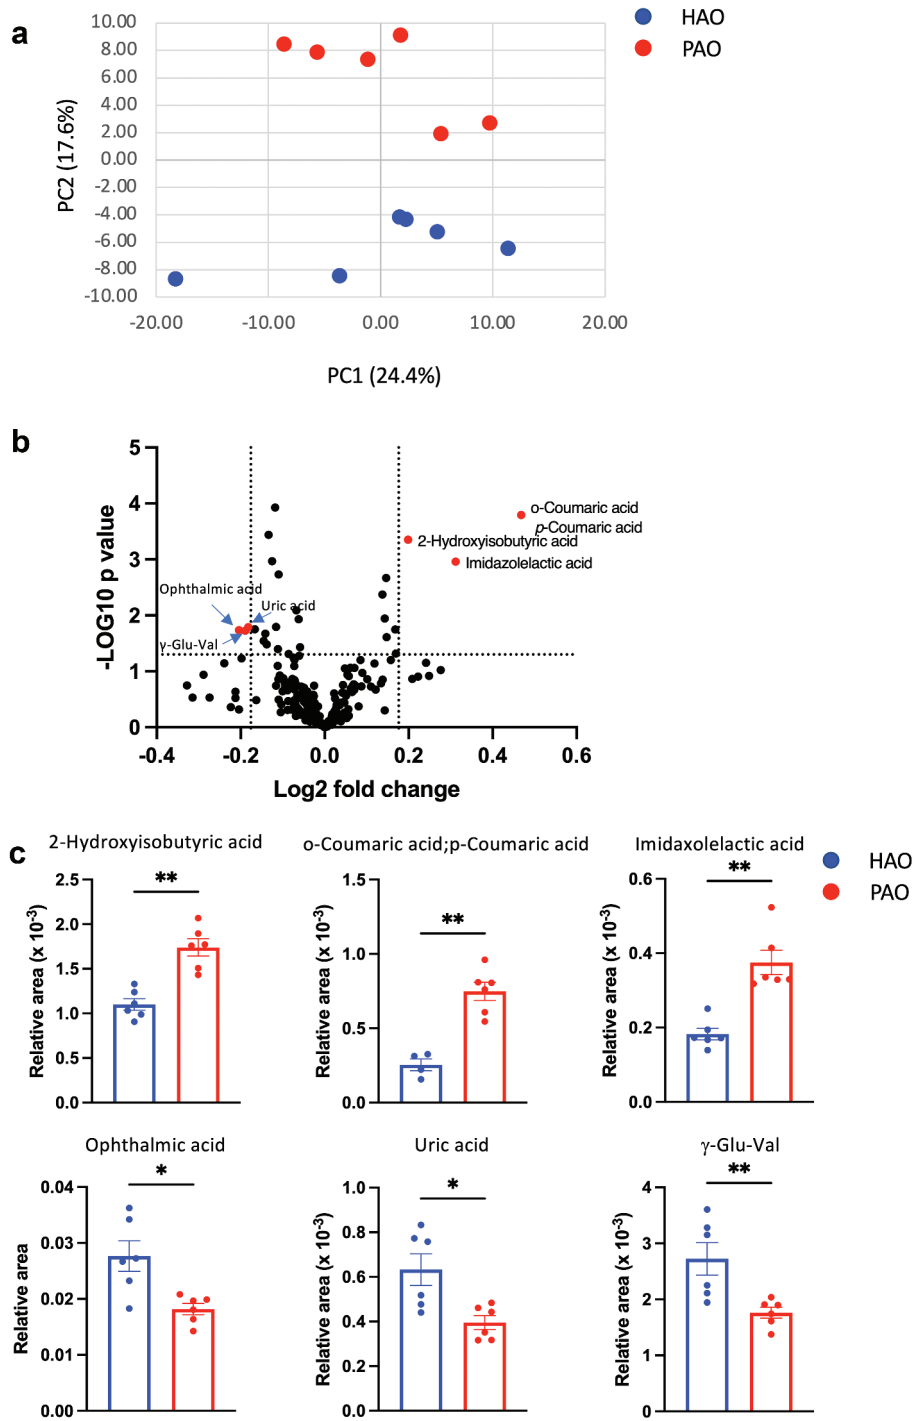 a
HAO
PAO
10.00
8.00
6.00
4.00
2.00
0.00
-2.00
-4.00
-6.00
-8.00
-10.00
PC2 (17.6%)
-20.00 -10.00 0.00 10.00 20.00
PC1 (24.4%)
b
5
4
3
2
1
0
-LOG10 p value
o-Coumaric acid
p-Coumaric acid
2-Hydroxyisobutyric acid
Imidazolelactic acid
Ophthalmic acid
Uric acid
γ-Glu-Val
-0.4 -0.2 0.0 0.2 0.4 0.6
Log2 fold change
c
HAO
PAO
2-Hydroxyisobutyric acid
**
2.5
2.0
1.5
1.0
0.5
0.0
Relative area (x 10-3)
o-Coumaric acid;p-Coumaric acid
**
1.5
1.0
0.5
0.0
Relative area (x 10-3)
Imidaxolelactic acid
**
0.6
0.4
0.2
0.0
Relative area (x 10-3)
Ophthalmic acid
*
0.04
0.03
0.02
0.01
0.00
Relative area
Uric acid
*
1.0
0.8
0.6
0.4
0.2
0.0
Relative area (x 10-3)
γ-Glu-Val
**
4
3
2
1
0
Relative area (x 10-3)